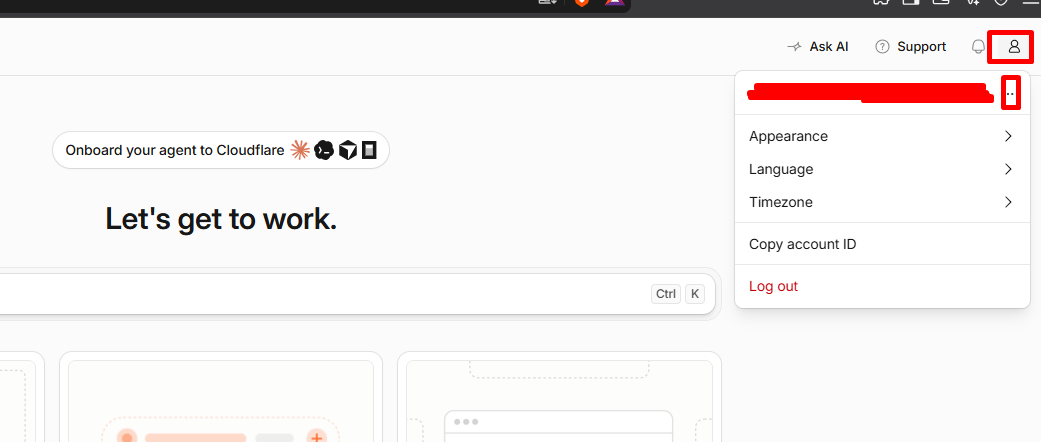 Ask AI
Support
Onboard your agent to Cloudflare
Appearance
Language
Timezone
Let's get to work.
Copy account ID
Ctrl K
Log out